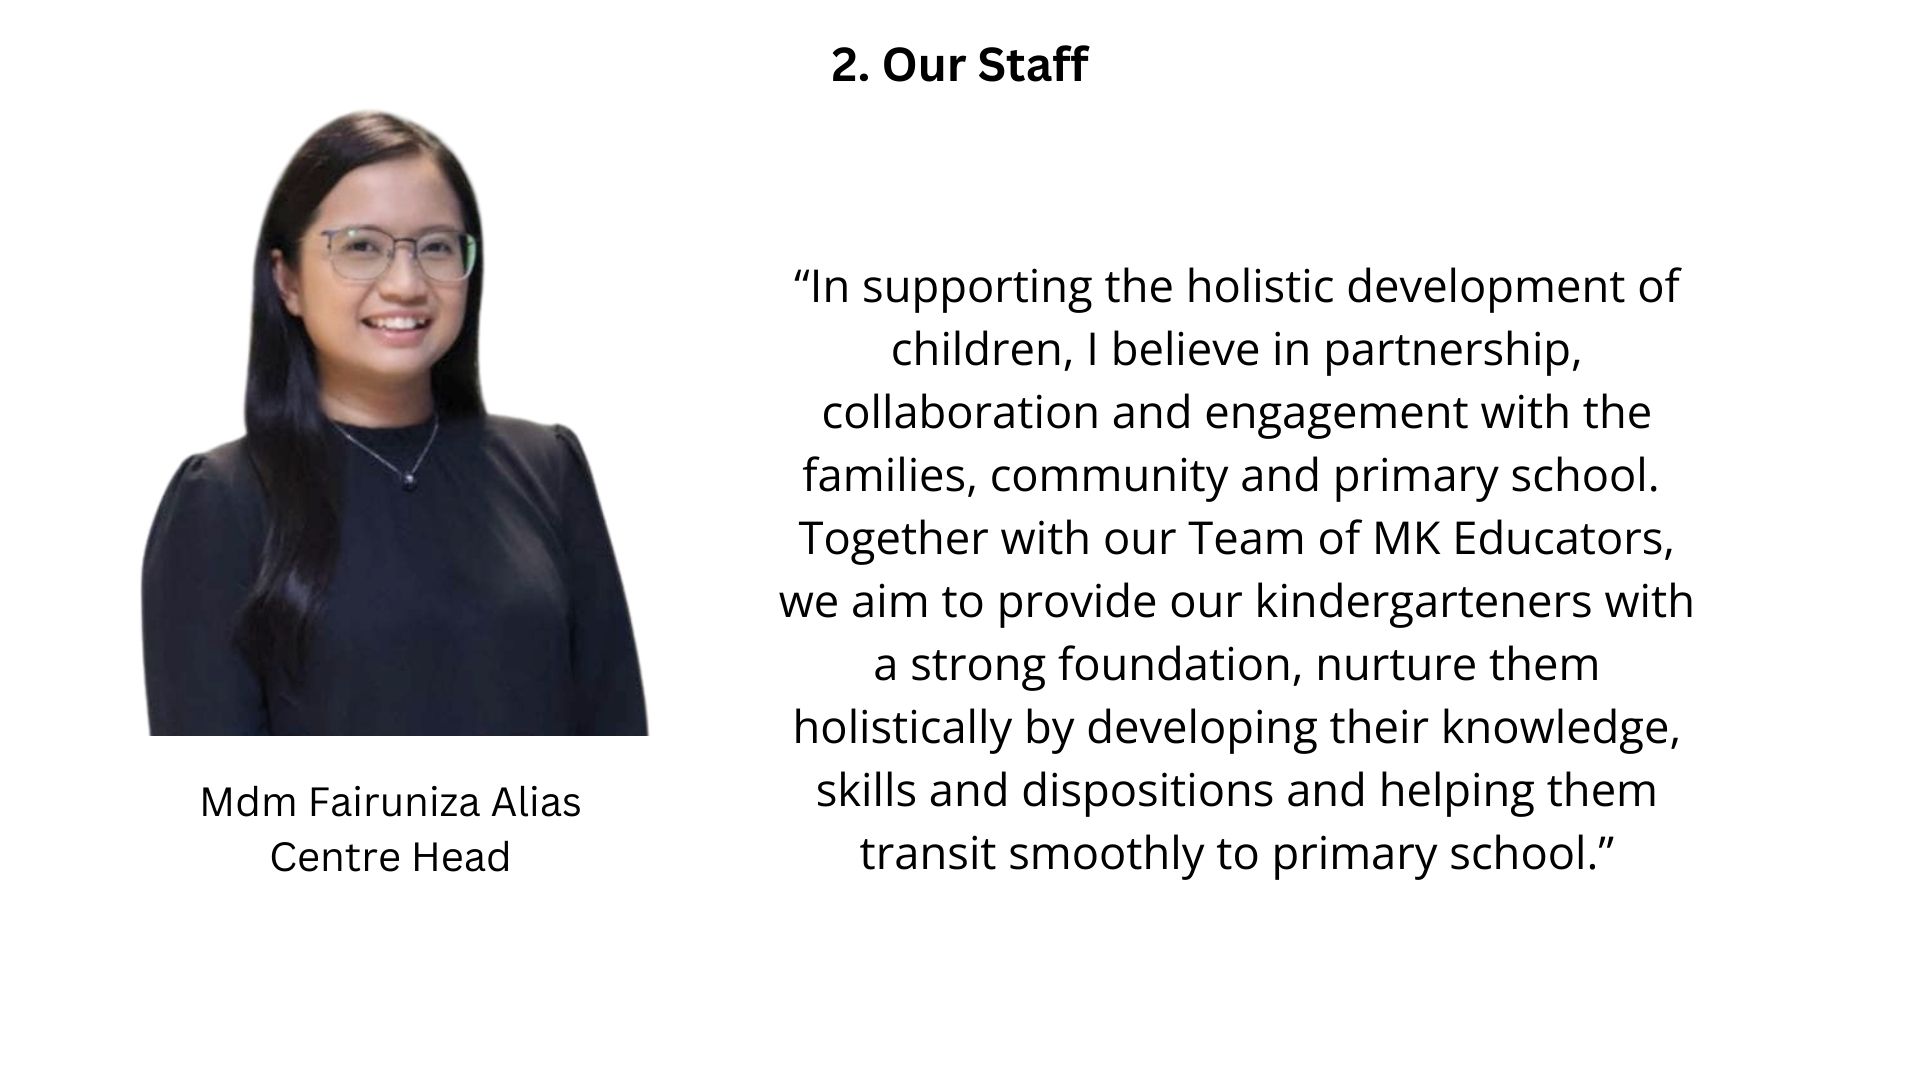 2. Our Staff
“In supporting the holistic development of
children, I believe in partnership,
collaboration and engagement with the
families, community and primary school.
Together with our Team of MK Educators,
we aim to provide our kindergarteners with
a strong foundation, nurture them
holistically by developing their knowledge,
skills and dispositions and helping them
transit smoothly to primary school.”
Mdm Fairuniza Alias
Centre Head